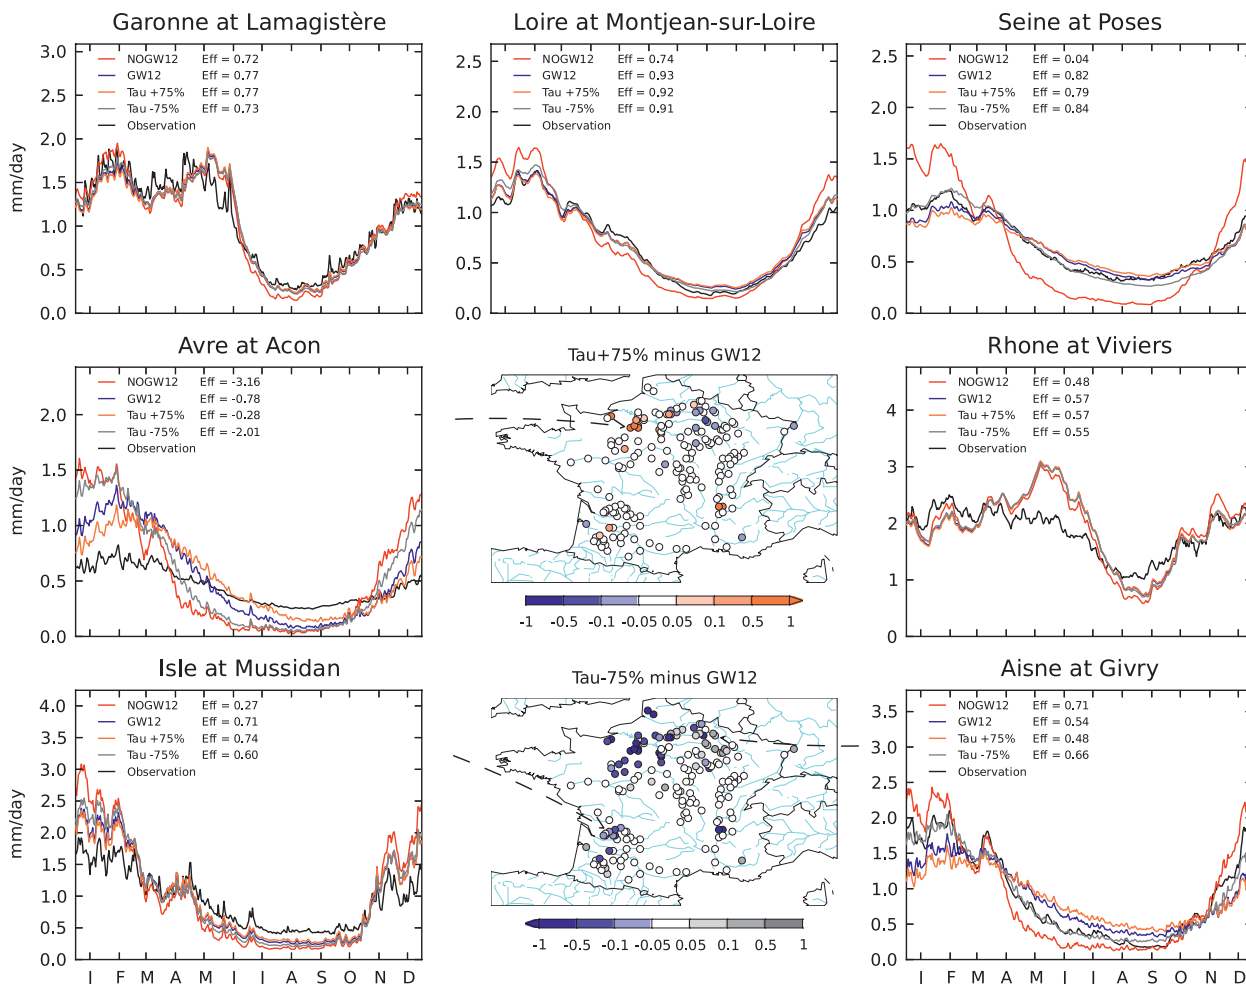 Garonne at Lamagistère
3.0
2.5
2.0
1.5
1.0
0.5
0.0
mm/day
NOGW12 Eff = 0.72
GW12 Eff = 0.77
Tau +75% Eff = 0.77
Tau -75% Eff = 0.73
Observation
Loire at Montjean-sur-Loire
2.5
2.0
1.5
1.0
0.5
0.0
NOGW12 Eff = 0.74
GW12 Eff = 0.93
Tau +75% Eff = 0.92
Tau -75% Eff = 0.91
Observation
Seine at Poses
2.5
2.0
1.5
1.0
0.5
0.0
NOGW12 Eff = 0.04
GW12 Eff = 0.82
Tau +75% Eff = 0.79
Tau -75% Eff = 0.84
Observation
Avre at Acon
2.0
1.5
1.0
0.5
0.0
mm/day
NOGW12 Eff = -3.16
GW12 Eff = -0.78
Tau +75% Eff = -0.28
Tau -75% Eff = -2.01
Observation
Tau+75% minus GW12
-1 -0.5 -0.1 -0.05 0.05 0.1 0.5 1
Rhone at Viviers
4
3
2
1
0
NOGW12 Eff = 0.48
GW12 Eff = 0.57
Tau +75% Eff = 0.57
Tau -75% Eff = 0.55
Observation
Isle at Mussidan
4.0
3.5
3.0
2.5
2.0
1.5
1.0
0.5
0.0
mm/day
NOGW12 Eff = 0.27
GW12 Eff = 0.71
Tau +75% Eff = 0.74
Tau -75% Eff = 0.60
Observation
J F M A M J J A S O N D
Tau-75% minus GW12
-1 -0.5 -0.1 -0.05 0.05 0.1 0.5 1
Aisne at Givry
3.5
3.0
2.5
2.0
1.5
1.0
0.5
0.0
NOGW12 Eff = 0.71
GW12 Eff = 0.54
Tau +75% Eff = 0.48
Tau -75% Eff = 0.66
Observation
J F M A M J J A S O N D